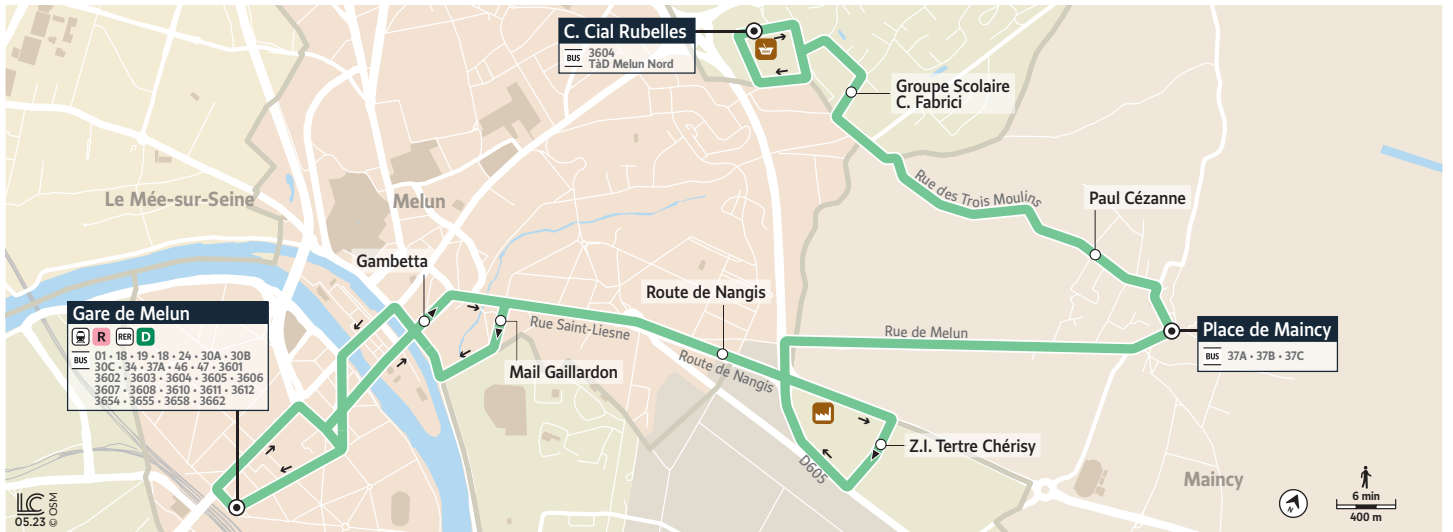 C. Cial Rubelles
BUS 3604
TàD Melun Nord
Groupe Scolaire
C. Fabrici
Rue des Trois Moulins
Paul Cézanne
Le Mée-sur-Seine
Melun
Gambetta
Route de Nangis
Gare de Melun
R RER D
BUS 01 • 18 • 19 • 18 • 24 • 30A • 30B
30C • 34 • 37A • 46 • 47 • 3601
3602 • 3603 • 3604 • 3605 • 3606
3607 • 3608 • 3610 • 3611 • 3612
3654 • 3655 • 3658 • 3662
Rue Saint-Liesne
Rue de Melun
Place de Maincy
BUS 37A • 37B • 37C
Mail Gaillardon
Route de Nangis
Z.I. Tertre Chérisy
D605
Maincy
LC
05.23 © OSM
N
6 min
400 m